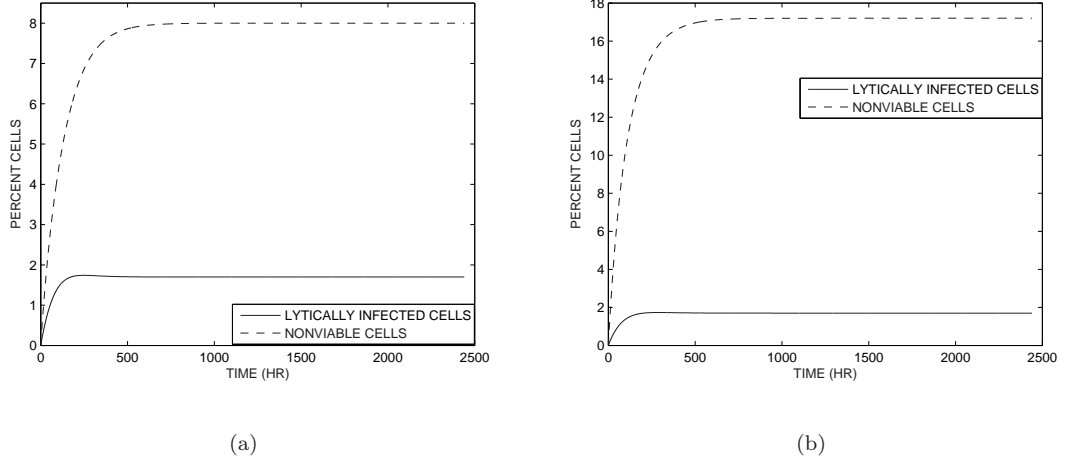 8
7
6
5
4
3
2
1
0
PERCENT CELLS
0 500 1000 1500 2000 2500
TIME (HR)
LYTICALLY INFECTED CELLS
NONVIABLE CELLS
(a)
18
16
14
12
10
8
6
4
2
0
PERCENT CELLS
0 500 1000 1500 2000 2500
TIME (HR)
LYTICALLY INFECTED CELLS
NONVIABLE CELLS
(b)